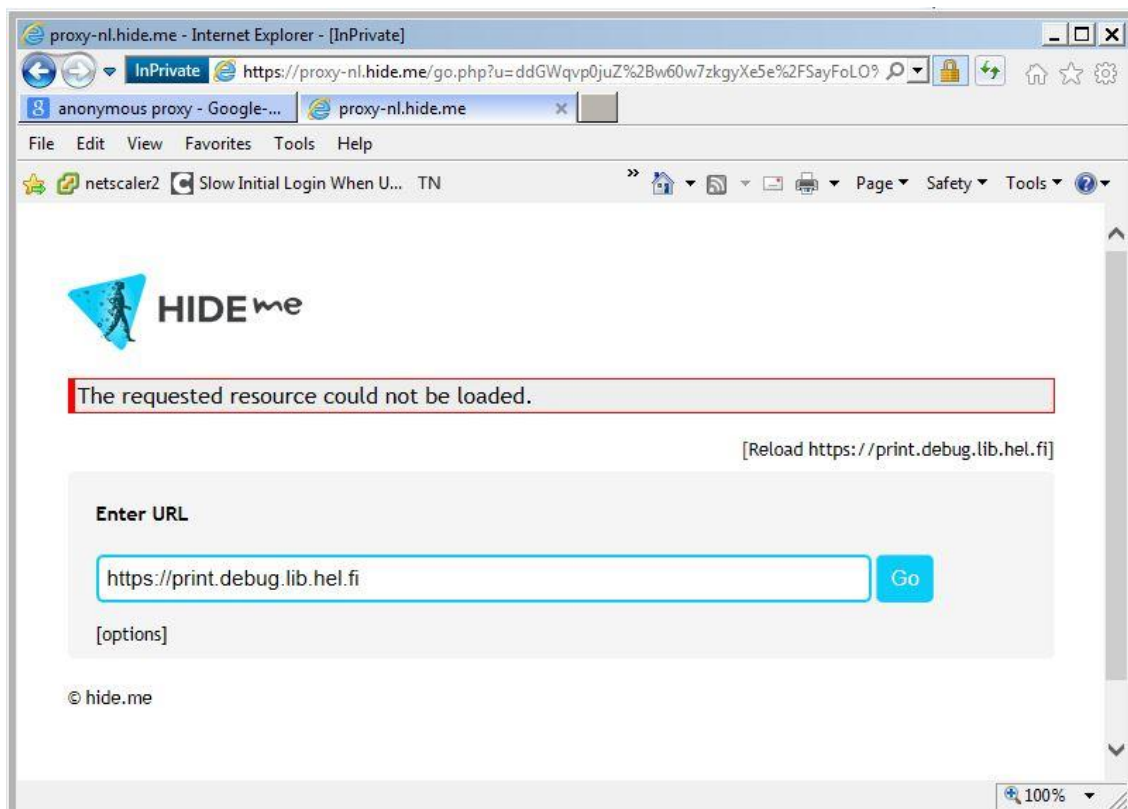 proxy-nl.hide.me - Internet Explorer - [InPrivate]
InPrivate https://proxy-nl.hide.me/go.php?u=ddGWqvp0juZ%2Bw60w7zkgyXe5e%2FSayFoLO9
anonymous proxy - Google-... proxy-nl.hide.me
File Edit View Favorites Tools Help
netscaler2 Slow Initial Login When U... TN » Page Safety Tools
HIDE me
The requested resource could not be loaded.
[Reload https://print.debug.lib.hel.fi]
Enter URL
https://print.debug.lib.hel.fi Go
[options]
© hide.me
100%